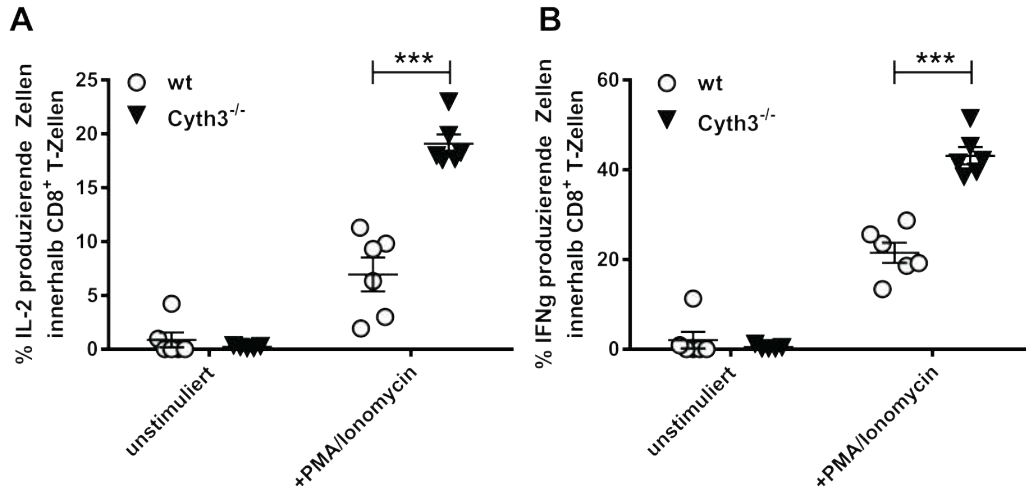 A
% IL-2 produzierende Zellen
innerhalb CD8+ T-Zellen
25
20
15
10
5
0
wt
Cyth3-/-
***
unstimuliert
+PMA/Ionomycin
B
% IFNg produzierende Zellen
innerhalb CD8+ T-Zellen
60
40
20
0
wt
Cyth3-/-
***
unstimuliert
+PMA/Ionomycin